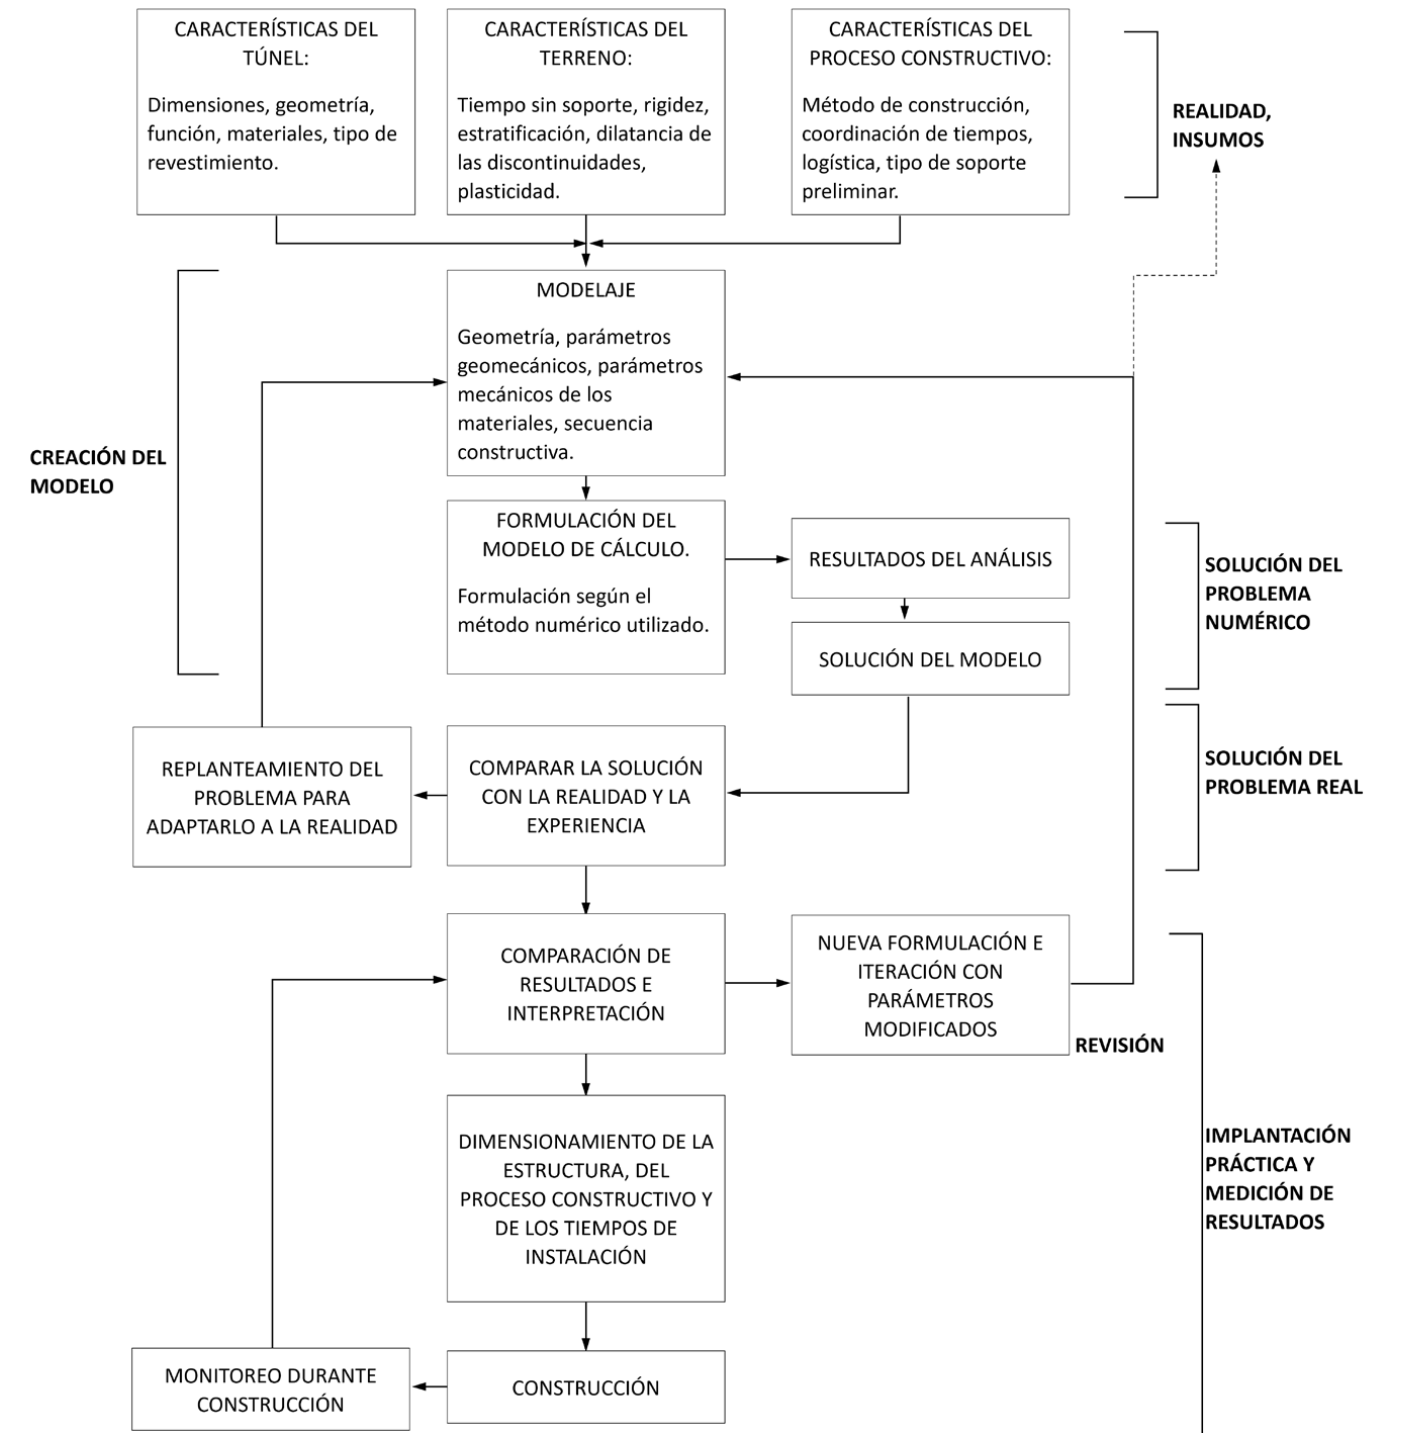 CARACTERÍSTICAS DEL
TÚNEL:
Dimensiones, geometría,
función, materiales, tipo de
revestimiento.
CARACTERÍSTICAS DEL
TERRENO:
Tiempo sin soporte, rigidez,
estratificación, dilatancia de
las discontinuidades,
plasticidad.
CARACTERÍSTICAS DEL
PROCESO CONSTRUCTIVO:
Método de construcción,
coordinación de tiempos,
logística, tipo de soporte
preliminar.
REALIDAD,
INSUMOS
MODELAJE
Geometría, parámetros
geomecánicos, parámetros
mecánicos de los
materiales, secuencia
constructiva.
CREACIÓN DEL
MODELO
FORMULACIÓN DEL
MODELO DE CÁLCULO.
Formulación según el
método numérico utilizado.
RESULTADOS DEL ANÁLISIS
SOLUCIÓN DEL MODELO
SOLUCIÓN DEL
PROBLEMA
NUMÉRICO
REPLANTEAMIENTO DEL
PROBLEMA PARA
ADAPTARLO A LA REALIDAD
COMPARAR LA SOLUCIÓN
CON LA REALIDAD Y LA
EXPERIENCIA
SOLUCIÓN DEL
PROBLEMA REAL
COMPARACIÓN DE
RESULTADOS E
INTERPRETACIÓN
NUEVA FORMULACIÓN E
ITERACIÓN CON
PARÁMETROS
MODIFICADOS
REVISIÓN
DIMENSIONAMIENTO DE LA
ESTRUCTURA, DEL
PROCESO CONSTRUCTIVO Y
DE LOS TIEMPOS DE
INSTALACIÓN
IMPLANTACIÓN
PRÁCTICA Y
MEDICIÓN DE
RESULTADOS
MONITOREO DURANTE
CONSTRUCCIÓN
CONSTRUCCIÓN